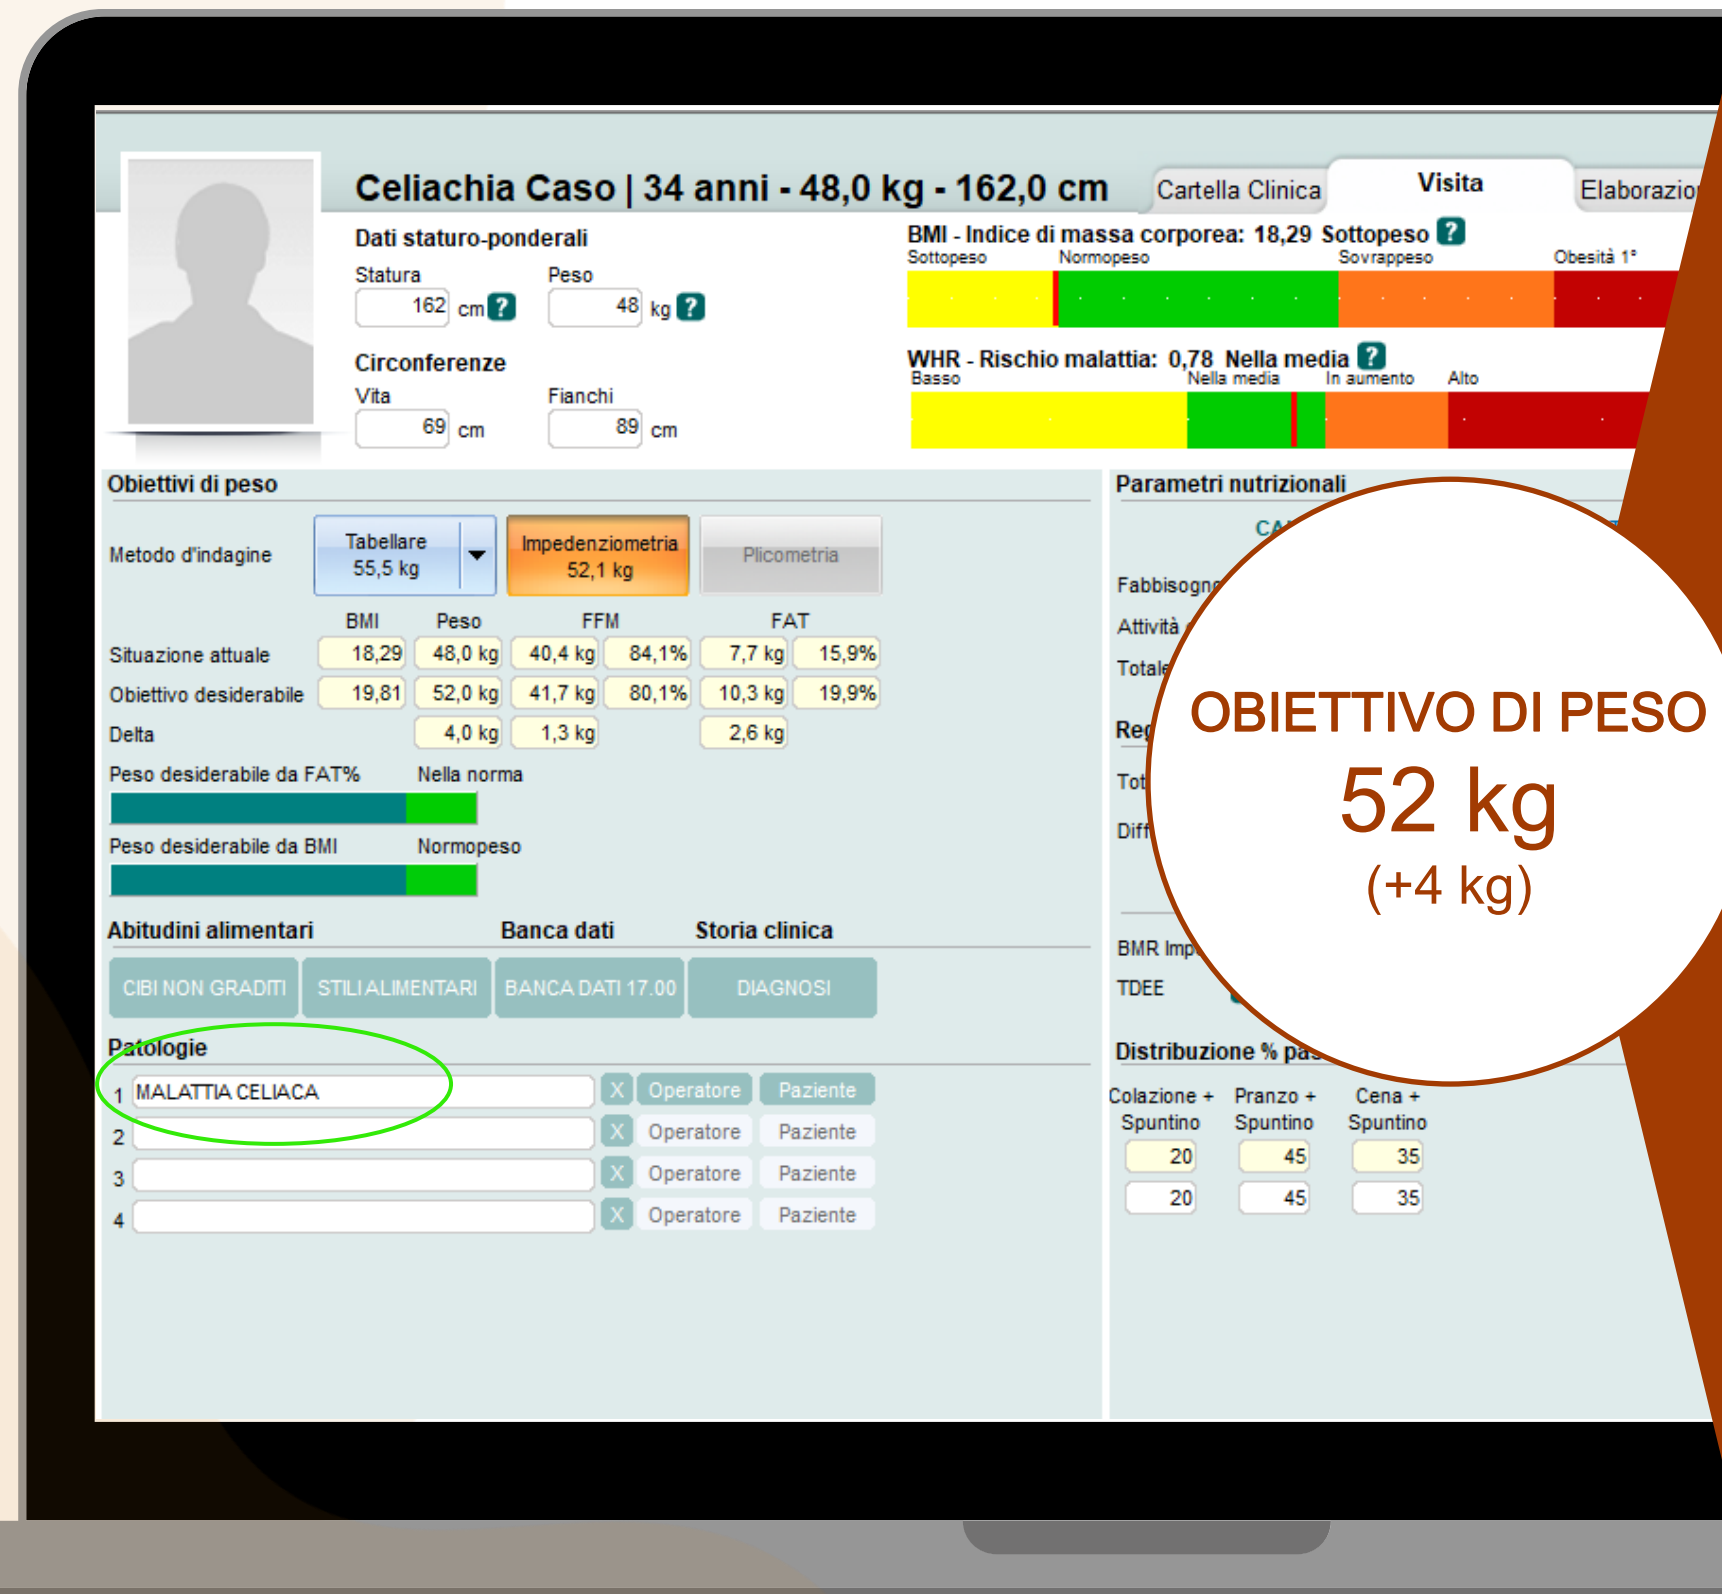 Celiachia Caso | 34 anni - 48,0 kg - 162,0 cm
Cartella Clinica
Visita
Dati staturo-ponderali
Statura Peso
162 cm ? 48 kg ?
Circonferenze
Vita Fianchi
69 cm 89 cm
BMI - Indice di massa corporea: 18,29 Sottopeso ?
Sottopeso Normopeso Sovrappeso Obesità 1°
WHR - Rischio malattia: 0,78 Nella media ?
Basso Nella media In aumento Alto
Obiettivi di peso
Metodo d'indagine
Tabellare
55,5 kg
Impedenziometria
52,1 kg
Plicometria
BMI Peso FFM FAT
Situazione attuale 18,29 48,0 kg 40,4 kg 84,1% 7,7 kg 15,9%
Obiettivo desiderabile 19,81 52,0 kg 41,7 kg 80,1% 10,3 kg 19,9%
Delta 4,0 kg 1,3 kg 2,6 kg
Peso desiderabile da FAT% Nella norma
Peso desiderabile da BMI Normopeso
Abitudini alimentari Banca dati Storia clinica
CIBI NON GRADITI STILI ALIMENTARI BANCA DATI 17.00 DIAGNOSI
Patologie
1 MALATTIA CELIACA X Operatore Paziente
2 X Operatore Paziente
3 X Operatore Paziente
4 X Operatore Paziente
Parametri nutrizionali
Attività
BMR
TDEE
OBIETTIVO DI PESO
52 kg
(+4 kg)
Distribuzione %
Colazione + Pranzo + Cena +
Spuntino Spuntino Spuntino
20 45 35
20 45 35